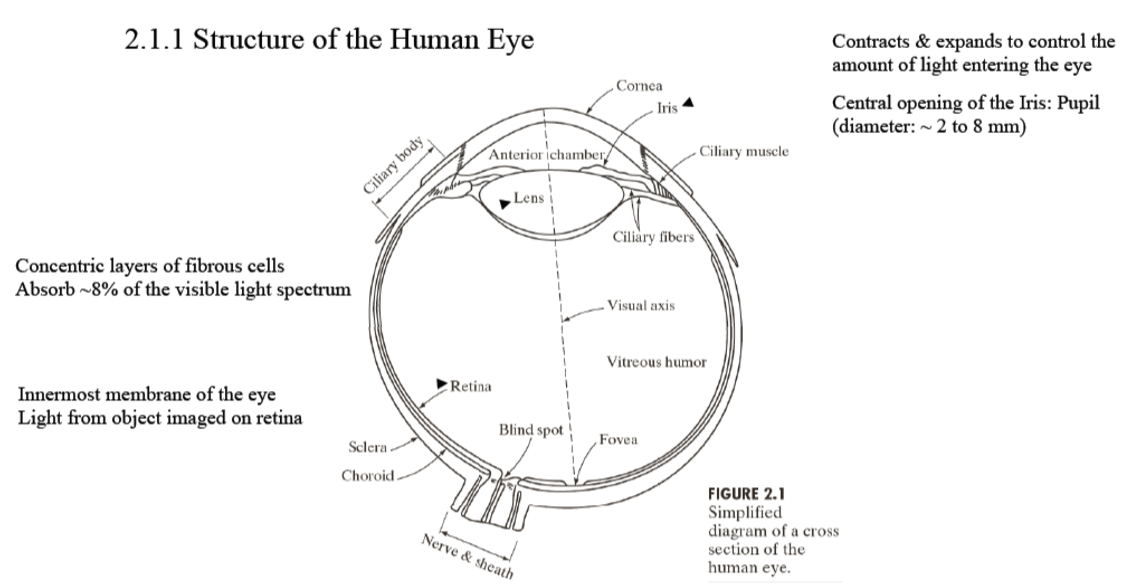 2.1.1 Structure of the Human Eye
Contracts & expands to control the
amount of light entering the eye
Central opening of the Iris: Pupil
(diameter: ~ 2 to 8 mm)
Cornea
Iris
Ciliary body
Anterior chamber
Ciliary muscle
Lens
Ciliary fibers
Concentric layers of fibrous cells
Absorb ~8% of the visible light spectrum
Visual axis
Vitreous humor
Retina
Innermost membrane of the eye
Light from object imaged on retina
Blind spot
Fovea
Sclera
Choroid
Nerve & sheath
FIGURE 2.1
Simplified
diagram of a cross
section of the
human eye.